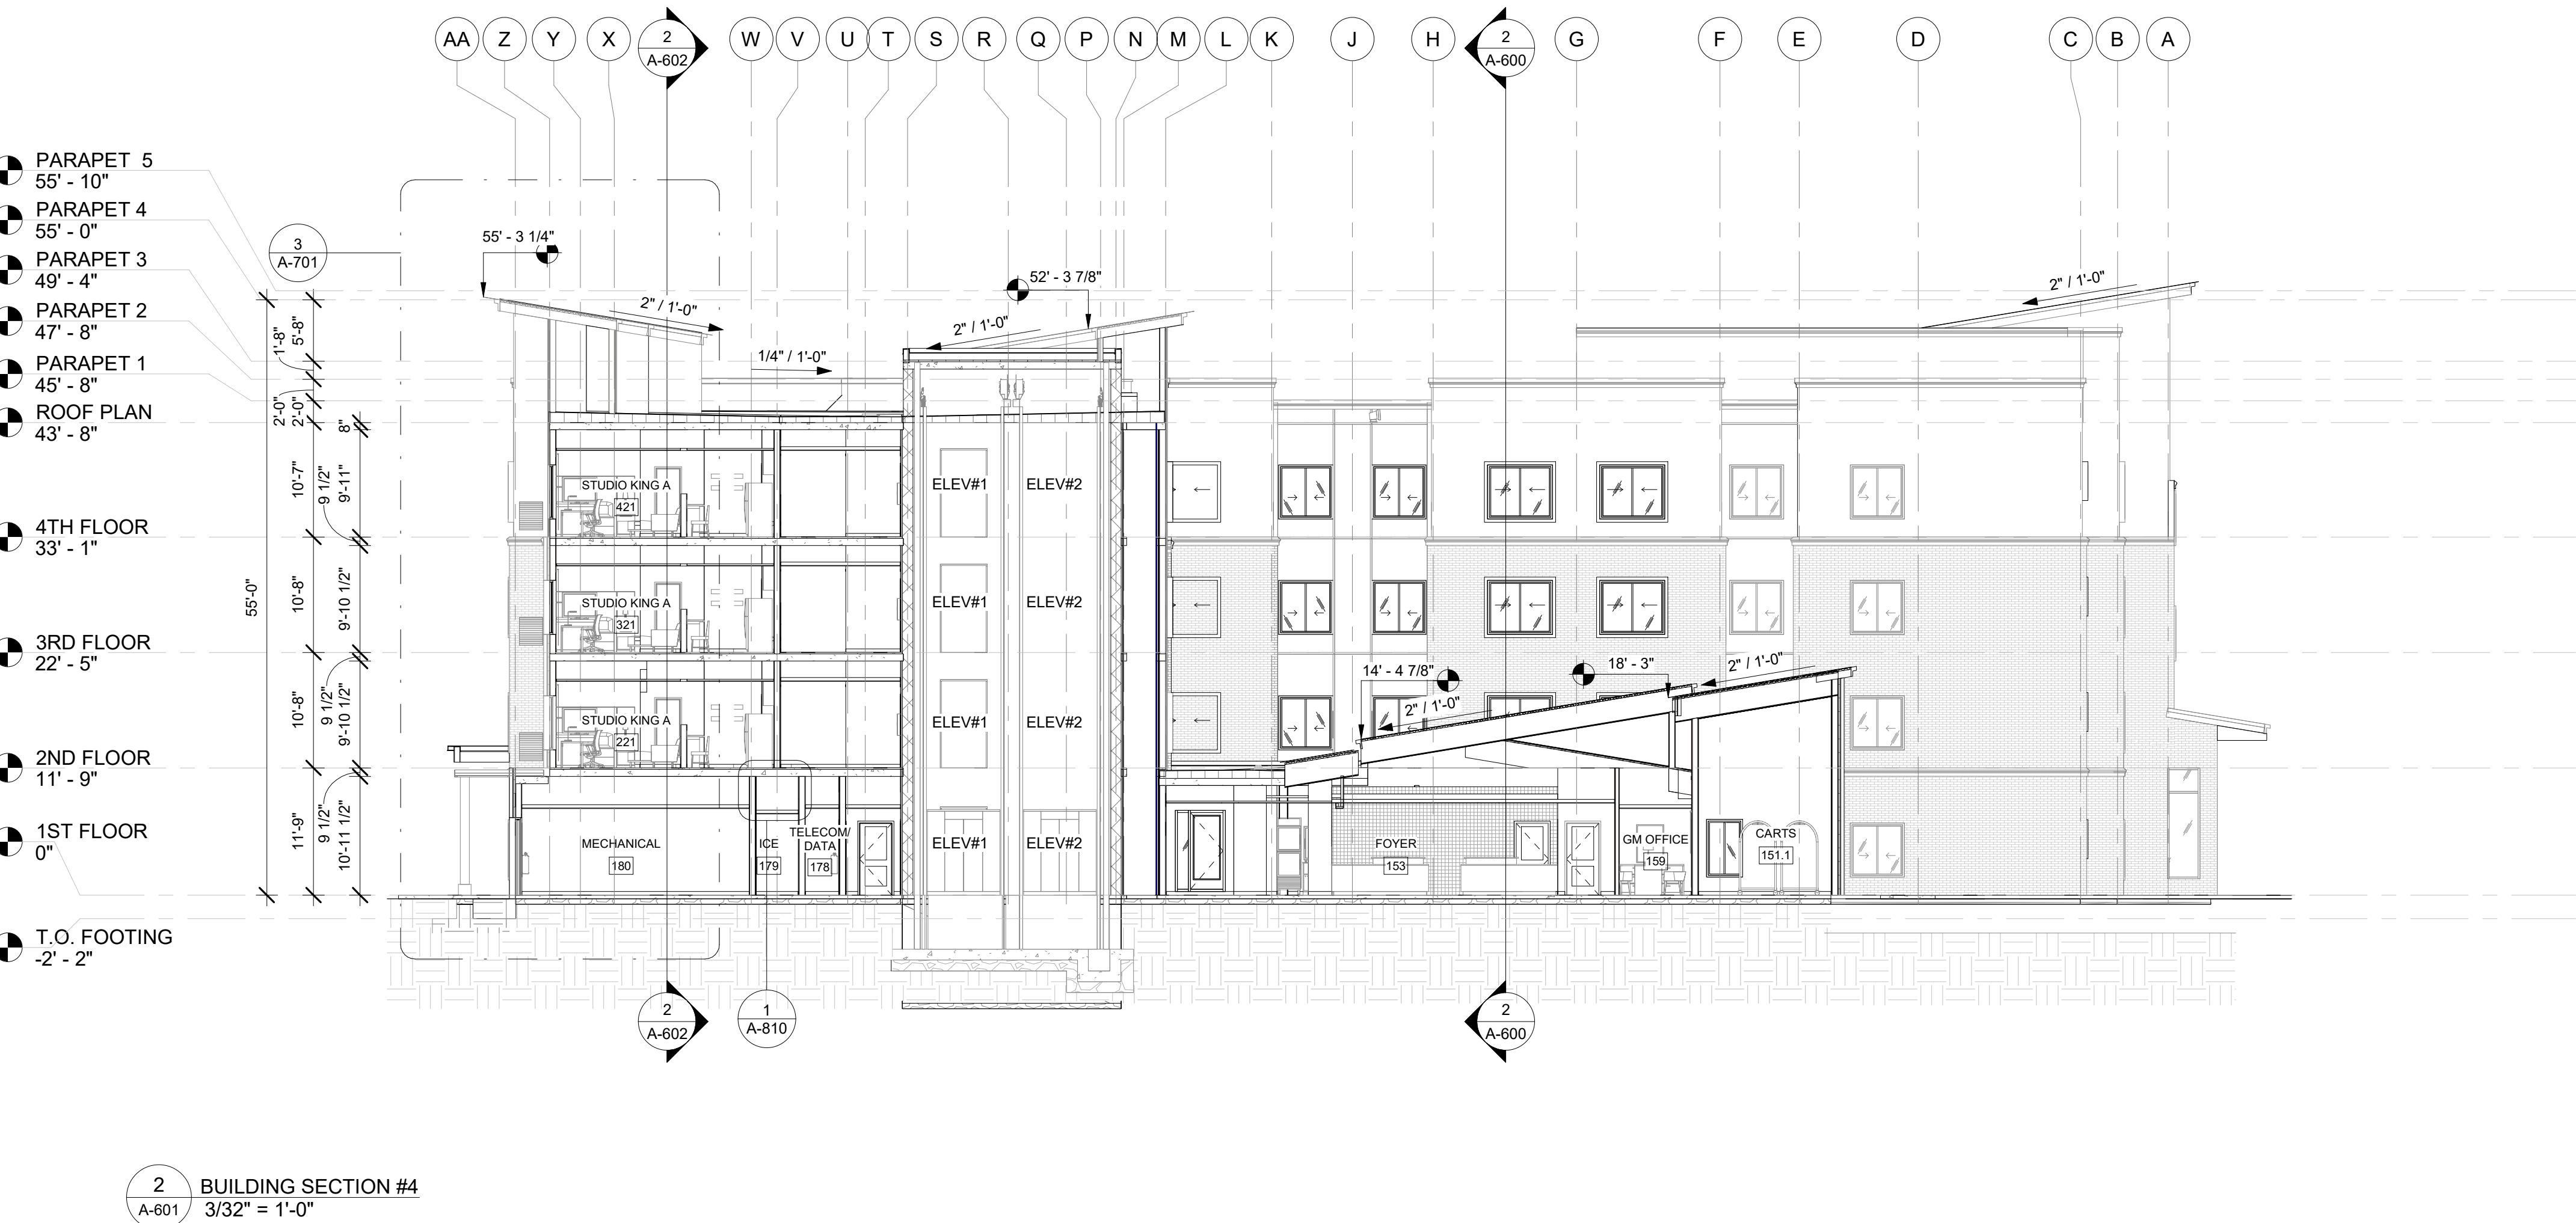 AA Z Y X 2 W V U T S R Q P N M L K J H 2 G F E D C B A
A-602 A-600
PARAPET 5
55' - 10"
PARAPET 4
55' - 0"
3
A-701
PARAPET 3
49' - 4"
PARAPET 2
47' - 8"
PARAPET 1
45' - 8"
ROOF PLAN
43' - 8"
4TH FLOOR
33' - 1"
3RD FLOOR
22' - 5"
2ND FLOOR
11' - 9"
1ST FLOOR
0"
T.O. FOOTING
-2' - 2"
55'-0"
1'-8"
5'-8"
2'-0"
2'-0"
8"
10'-7"
9 1/2"
9'-11"
10'-8"
9'-10 1/2"
10'-8"
9 1/2"
9'-10 1/2"
11'-9"
9 1/2"
10'-11 1/2"
55' - 3 1/4"
2" / 1'-0"
1/4" / 1'-0"
52' - 3 7/8"
2" / 1'-0"
2" / 1'-0"
STUDIO KING A
421
ELEV#1 ELEV#2
STUDIO KING A
321
ELEV#1 ELEV#2
14' - 4 7/8"
2" / 1'-0"
18' - 3"
2" / 1'-0"
STUDIO KING A
221
ELEV#1 ELEV#2
MECHANICAL
180
ICE
179
TELECOM/
DATA
178
ELEV#1 ELEV#2
FOYER
153
GM OFFICE
159
CARTS
151.1
2
A-602
1
A-810
2
A-600
2
A-601
BUILDING SECTION #4
3/32" = 1'-0"